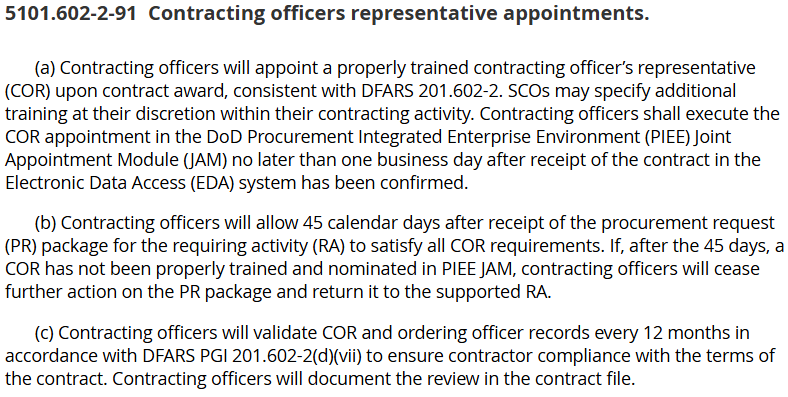 5101.602-2-91  Contracting officers representative appointments.
(a) Contracting officers will appoint a properly trained contracting officer’s representative
(COR) upon contract award, consistent with DFARS 201.602-2. SCOs may specify additional
training at their discretion within their contracting activity. Contracting officers shall execute the
COR appointment in the DoD Procurement Integrated Enterprise Environment (PIEE) Joint
Appointment Module (JAM) no later than one business day after receipt of the contract in the
Electronic Data Access (EDA) system has been confirmed.
(b) Contracting officers will allow 45 calendar days after receipt of the procurement request
(PR) package for the requiring activity (RA) to satisfy all COR requirements. If, after the 45 days, a
COR has not been properly trained and nominated in PIEE JAM, contracting officers will cease
further action on the PR package and return it to the supported RA.
(c) Contracting officers will validate COR and ordering officer records every 12 months in
accordance with DFARS PGI 201.602-2(d)(vii) to ensure contractor compliance with the terms of
the contract. Contracting officers will document the review in the contract file.